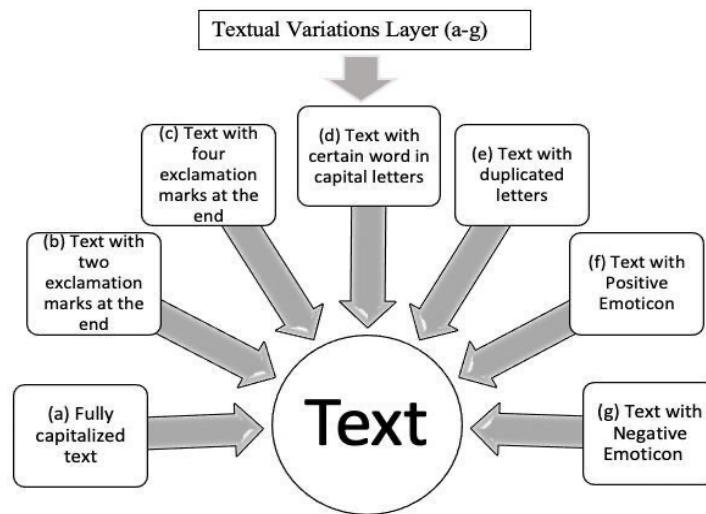 Textual Variations Layer (a-g)
(c) Text with
four
exclamation
marks at the
end
(d) Text with
certain word in
capital letters
(e) Text with
duplicated
letters
(b) Text with
two
exclamation
marks at the
end
(f) Text with
Positive
Emoticon
(a) Fully
capitalized
text
Text
(g) Text with
Negative
Emoticon